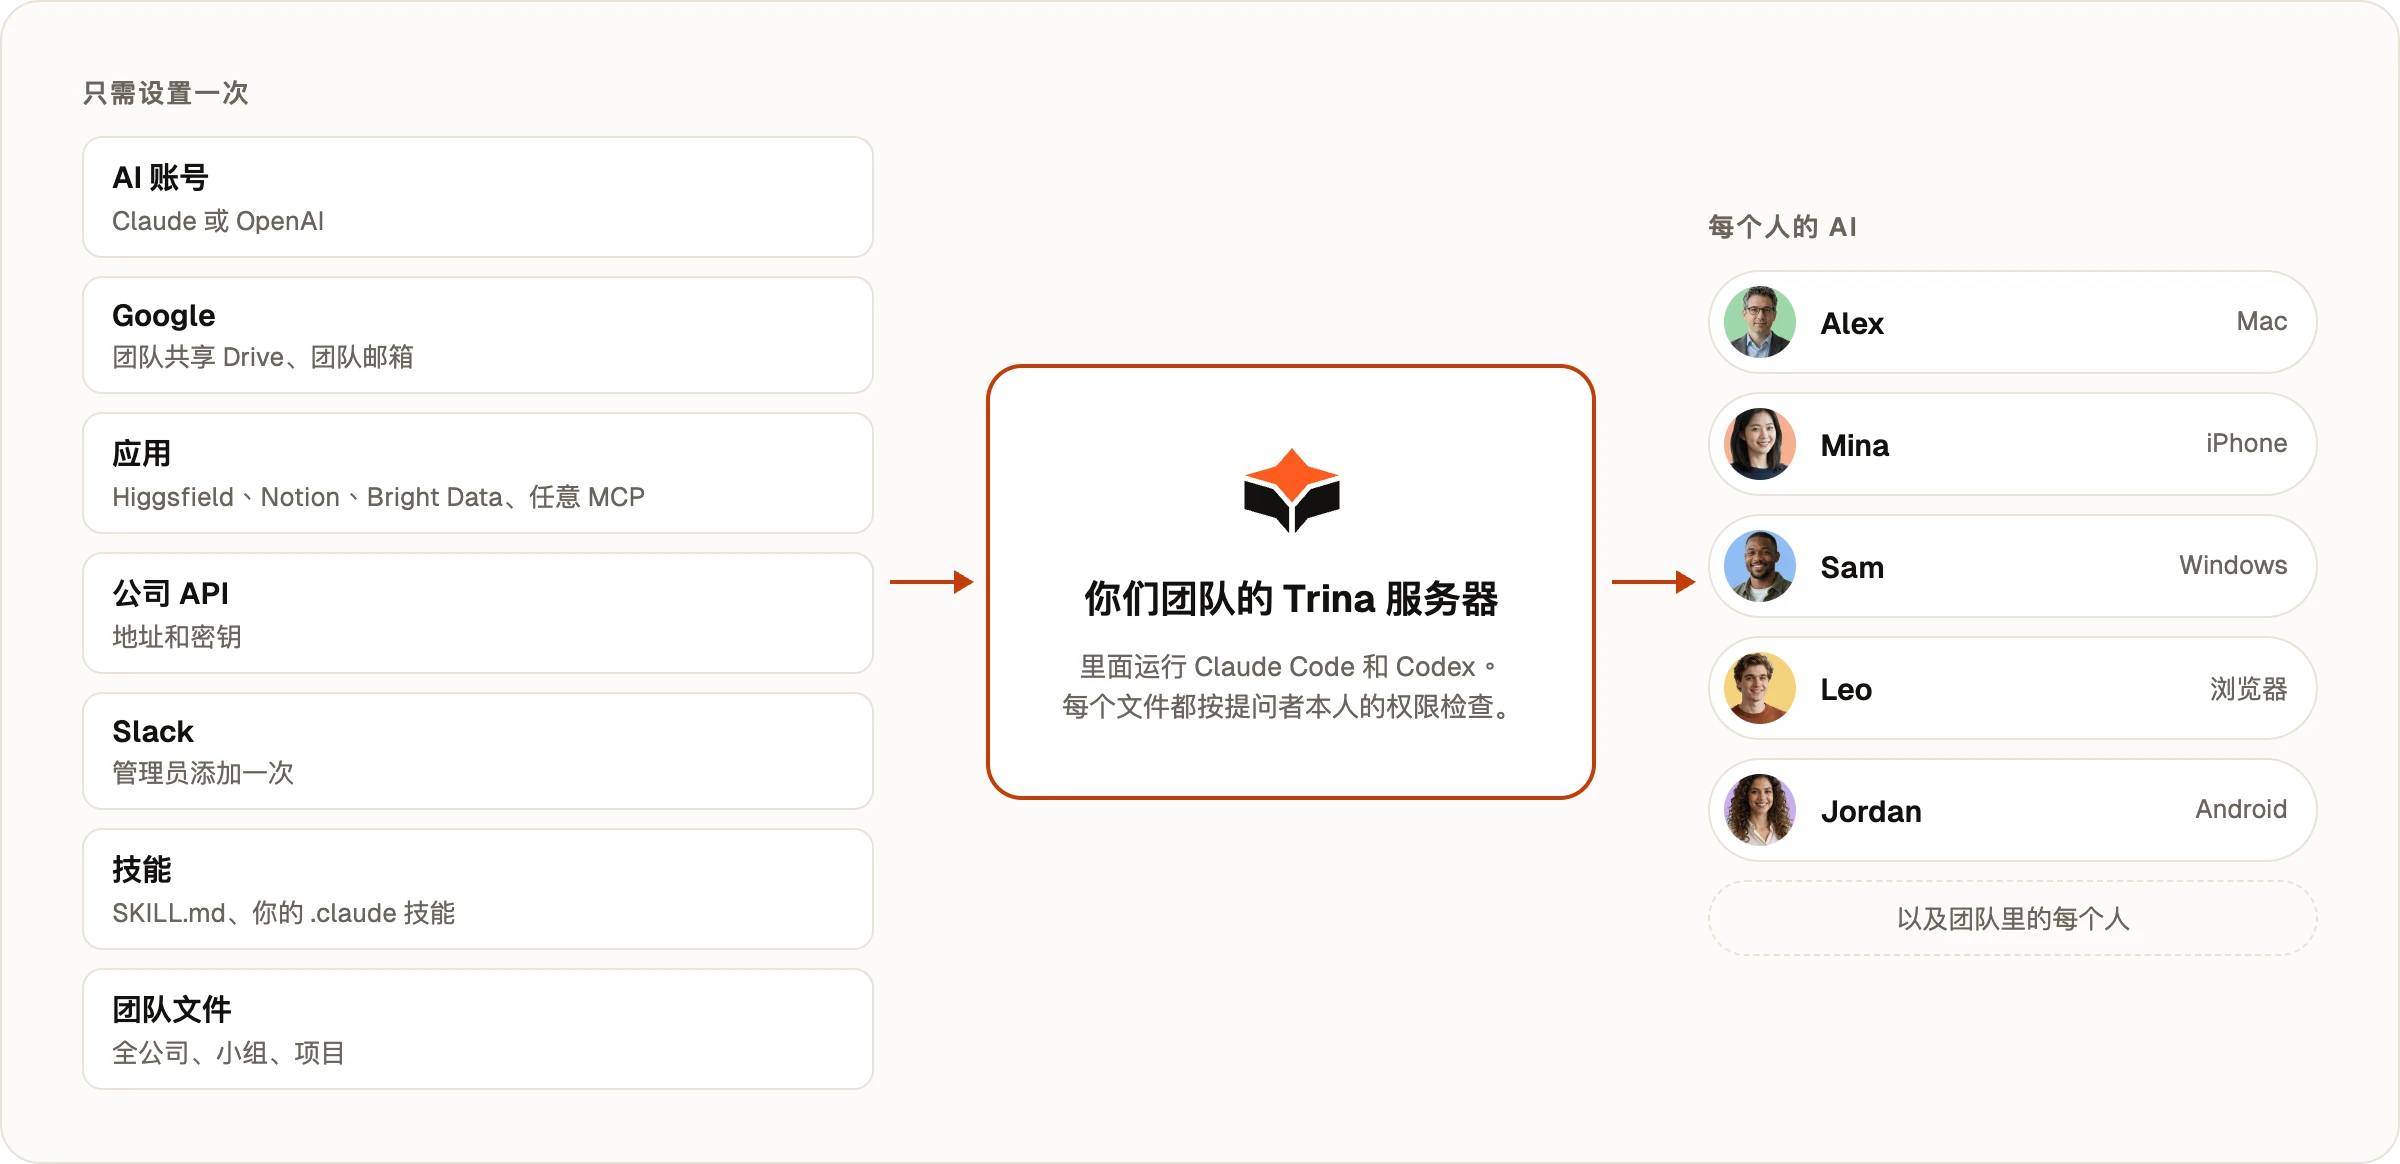 只需设置一次
AI 账号
Claude 或 OpenAI
Google
团队共享 Drive、团队邮箱
应用
Higgsfield、Notion、Bright Data、任意 MCP
公司 API
地址和密钥
Slack
管理员添加一次
技能
SKILL.md、你的 .claude 技能
团队文件
全公司、小组、项目
你们团队的 Trina 服务器
里面运行 Claude Code 和 Codex。
每个文件都按提问者本人的权限检查。
每个人的 AI
Alex
Mac
Mina
iPhone
Sam
Windows
Leo
浏览器
Jordan
Android
以及团队里的每个人